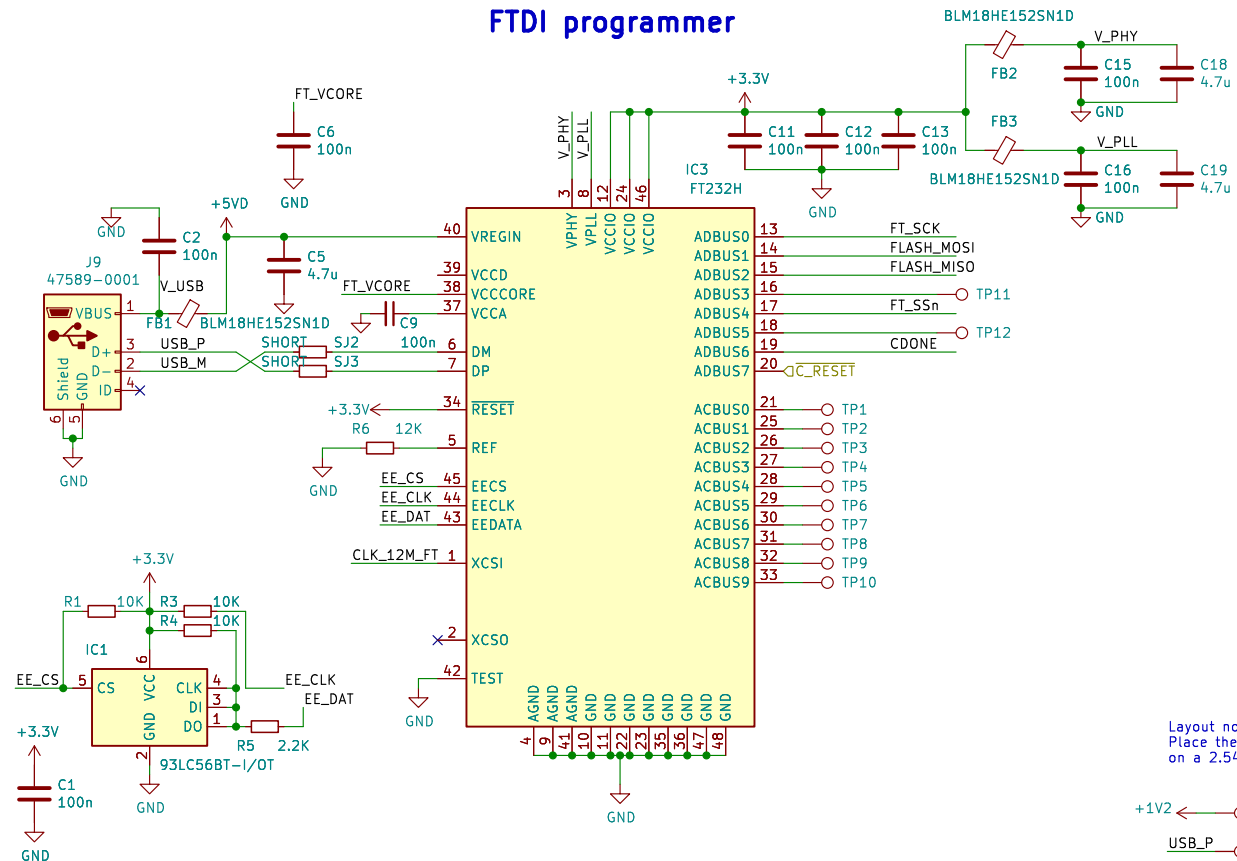 FTDI programmer
BLM18HE152SN1D
V_PHY
FB2
C15
100n
C18
4.7u
GND
+3.3V
FT_VCORE
C6
100n
GND
V_PHY
V_PLL
C11
100n
C12
100n
C13
100n
GND
FB3
V_PLL
BLM18HE152SN1D
C16
100n
C19
4.7u
GND
IC3
FT232H
3
8
12
24
46
VPHY
VPLL
VCCIO
VCCIO
VCCIO
+5VD
GND
C2
100n
C5
4.7u
GND
J9
47589-0001
V_USB
FB1
BLM18HE152SN1D
VBUS 1
D+ 3
D- 2
ID 4
Shield
GND
6
5
GND
USB_P
USB_M
SHORT SJ2
SHORT SJ3
FT_VCORE
C9
100n
+3.3V
R6 12K
GND
EE_CS
EE_CLK
EE_DAT
CLK_12M_FT
40 VREGIN
39 VCCD
38 VCCCORE
37 VCCA
6 DM
7 DP
34 RESET
5 REF
45 EECS
44 EECLK
43 EEDATA
1 XCSI
2 XCSO
42 TEST
GND
ADBUS0 13 FT_SCK
ADBUS1 14 FLASH_MOSI
ADBUS2 15 FLASH_MISO
ADBUS3 16 TP11
ADBUS4 17 FT_SSn
ADBUS5 18 TP12
ADBUS6 19 CDONE
ADBUS7 20 C_RESET
ACBUS0 21 TP1
ACBUS1 25 TP2
ACBUS2 26 TP3
ACBUS3 27 TP4
ACBUS4 28 TP5
ACBUS5 29 TP6
ACBUS6 30 TP7
ACBUS7 31 TP8
ACBUS8 32 TP9
ACBUS9 33 TP10
AGND
AGND
AGND
GND
GND
GND
GND
GND
GND
GND
GND
4
9
41
10
11
22
23
35
36
47
48
GND
+3.3V
R1 10K
R3 10K
R4 10K
IC1
EE_CS
5 CS
6
VCC
GND
2
CLK 4
DI 3
DO 1
EE_CLK
EE_DAT
R5 2.2K
93LC56BT-I/OT
GND
+3.3V
C1
100n
GND
Layout no
Place the
on a 2.54
+1V2
USB_P